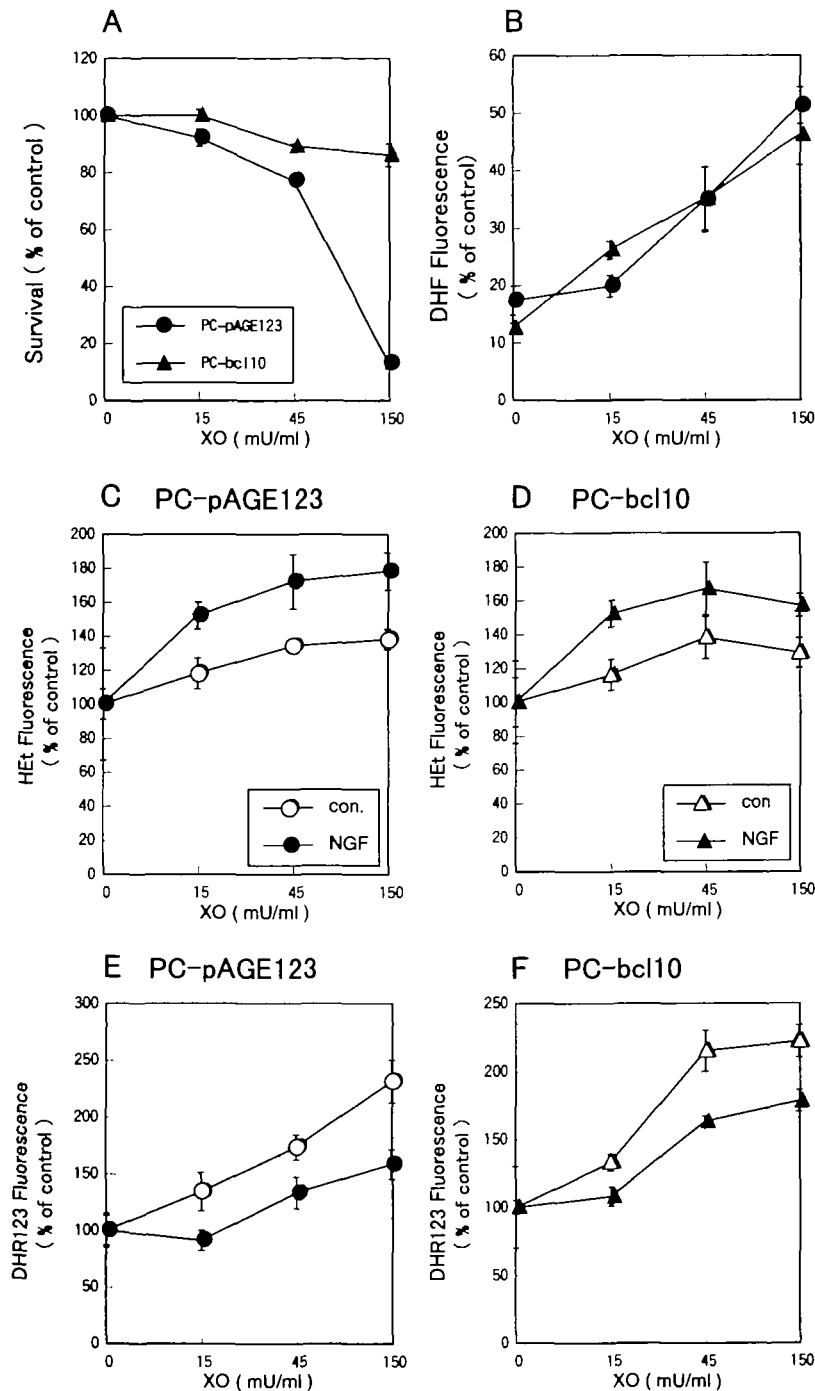 A
Survival ( % of control )
120
100
80
60
40
20
0
PC-pAGE123
PC-bcl10
0 15 45 150
XO ( mU/ml )
B
DHF Fluorescence
( % of control )
60
50
40
30
20
10
0
0 15 45 150
XO ( mU/ml )
C PC-pAGE123
HEt Fluorescence
( % of control )
200
180
160
140
120
100
80
60
40
20
0
con.
NGF
0 15 45 150
XO ( mU/ml )
D PC-bcl10
HEt Fluorescence
( % of control )
200
180
160
140
120
100
80
60
40
20
0
con
NGF
0 15 45 150
XO ( mU/ml )
E PC-pAGE123
DHR123 Fluorescence
( % of control )
300
250
200
150
100
50
0
0 15 45 150
XO ( mU/ml )
F PC-bcl10
DHR123 Fluorescence
( % of control )
250
200
150
100
50
0
0 15 45 150
XO ( mU/ml )